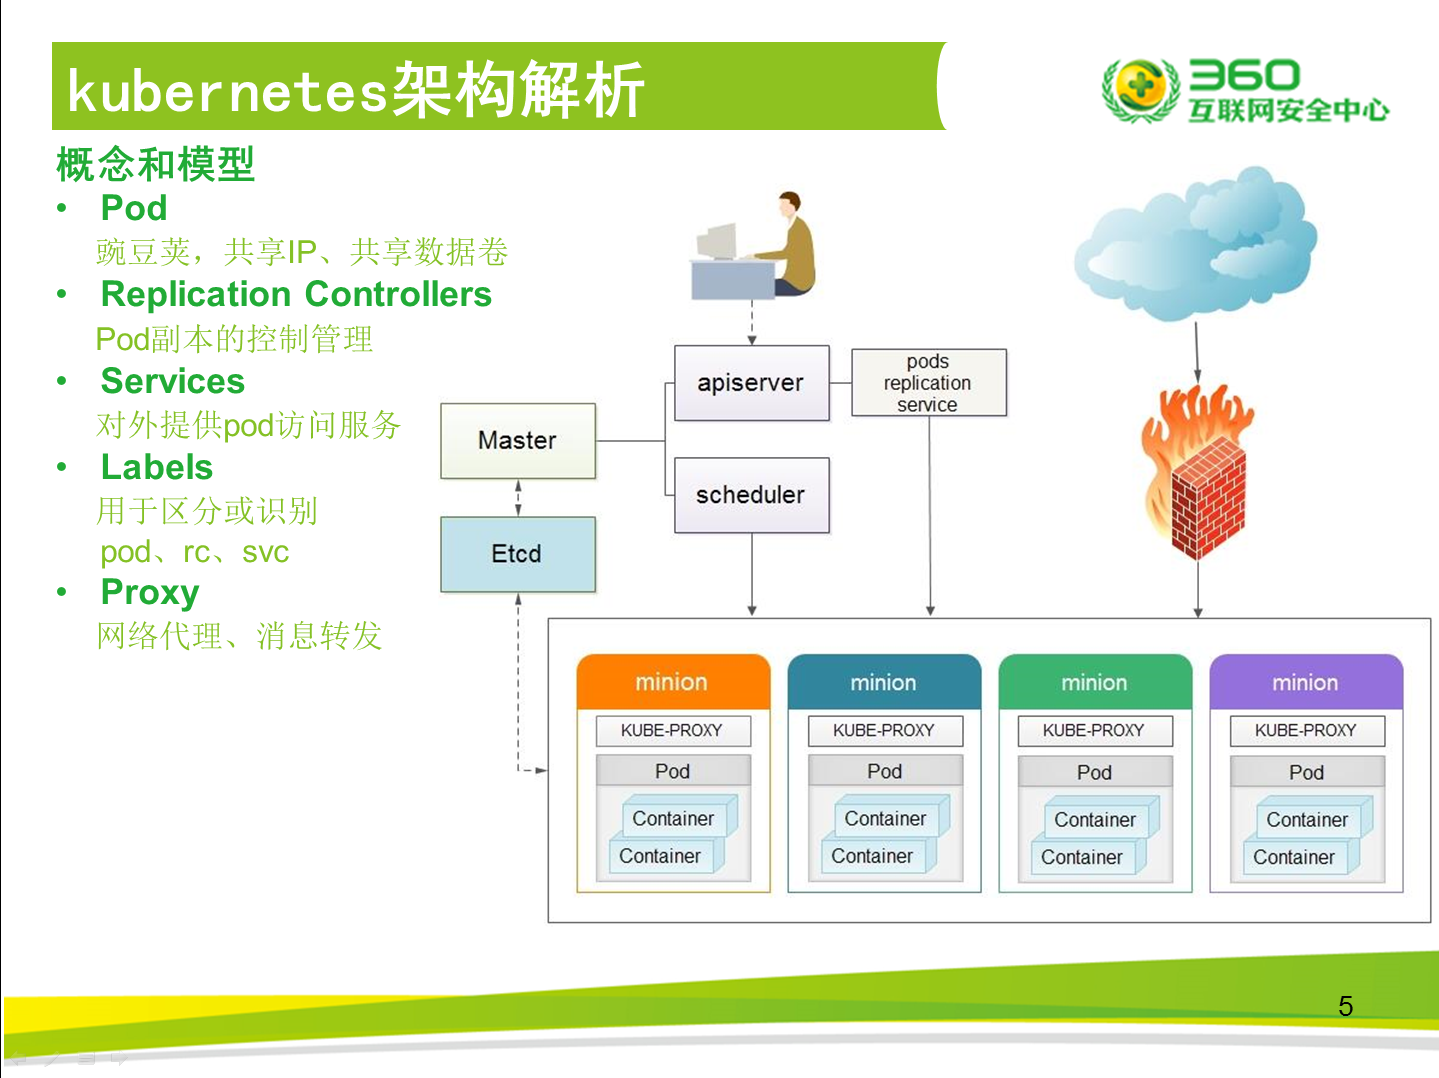 kubernetes架构解析
360
互联网安全中心
概念和模型
• Pod
豌豆荚，共享IP、共享数据卷
• Replication Controllers
Pod副本的控制管理
• Services
对外提供pod访问服务
• Labels
用于区分或识别
pod、rc、svc
• Proxy
网络代理、消息转发
apiserver
pods
replication
service
Master
scheduler
Etcd
minion
KUBE-PROXY
Pod
Container
Container
minion
KUBE-PROXY
Pod
Container
Container
minion
KUBE-PROXY
Pod
Container
Container
minion
KUBE-PROXY
Pod
Container
Container
5